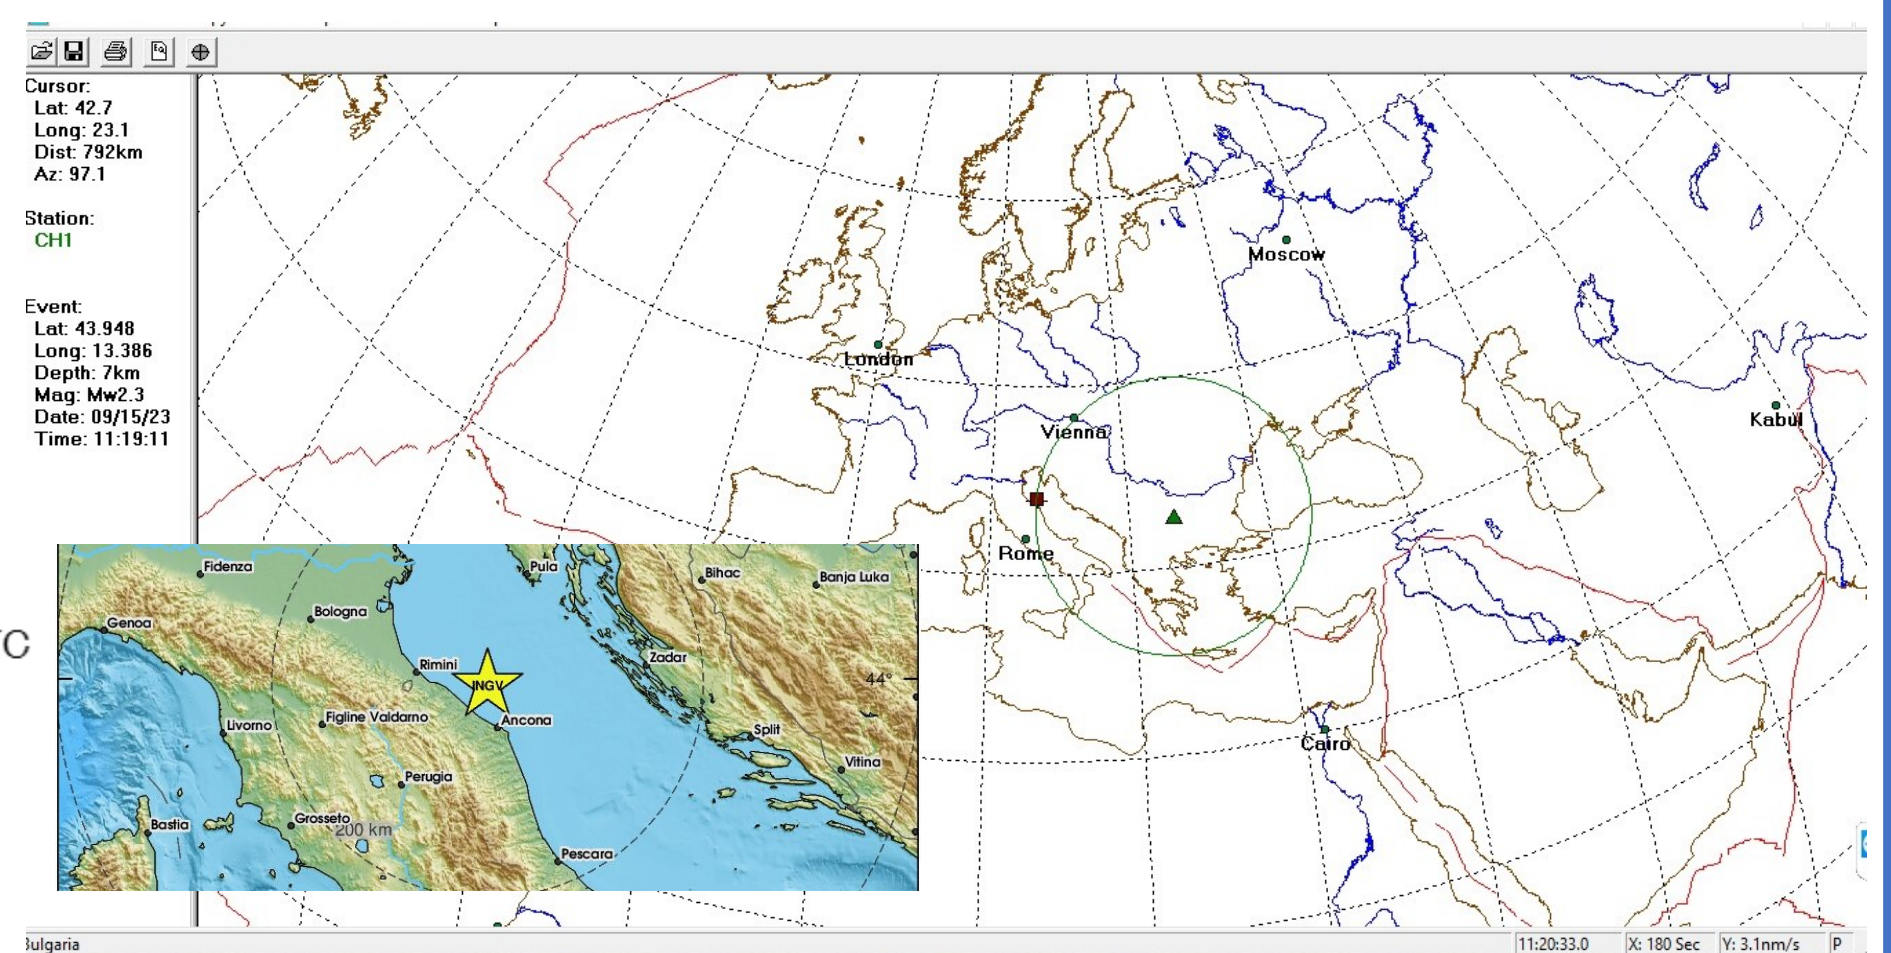 Cursor:
Lat: 42.7
Long: 23.1
Dist: 792km
Az: 97.1
Station:
CH1
Event:
Lat: 43.948
Long: 13.386
Depth: 7km
Mag: Mw2.3
Date: 09/15/23
Time: 11:19:11
Moscow
London
Vienna
Kabul
Rome
Cairo
Fidenza
Pula
Bihac
Banja Luka
Bologna
Genoa
Rimini
Zadar
INGV
44°
Livorno
Figline Valdarno
Ancona
Split
Perugia
Vitina
Bastia
Grosseto
200 km
Pescara
11:20:33.0
X: 180 Sec
Y: 3.1nm/s
P